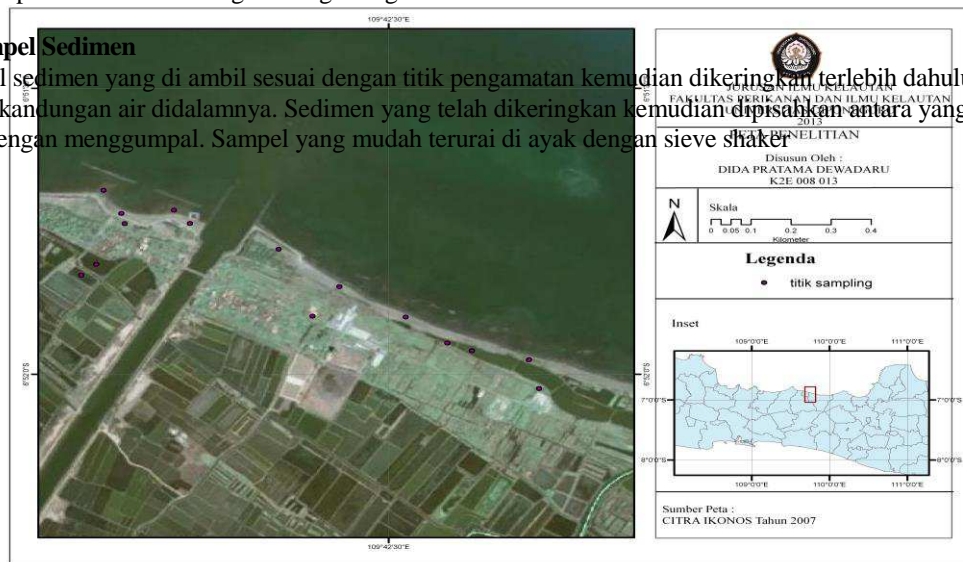 109°42'30"E
mpel Sedimen
l sedimen yang di ambil sesuai dengan titik pengamatan kemudian dikeringkan terlebih dahulu
kandungan air didalamnya. Sedimen yang telah dikeringkan kemudian dipisahkan antara yang
engan menggumpal. Sampel yang mudah terurai di ayak dengan sieve shaker
JURUSAN ILMU KELAUTAN
FAKULTAS PERIKANAN DAN ILMU KELAUTAN
2013
PETA PENELITIAN
Disusun Oleh :
DIDA PRATAMA DEWADARU
K2E 008 013
N
Skala
0 0.05 0.1 0.2 0.3 0.4
Kilometer
Legenda
titik sampling
Inset
109°0'0"E 110°0'0"E 111°0'0"E
7°0'0"S 7°0'0"S
8°0'0"S 8°0'0"S
109°0'0"E 110°0'0"E 111°0'0"E
Sumber Peta :
CITRA IKONOS Tahun 2007
6°52'0"S 6°52'0"S
109°42'30"E